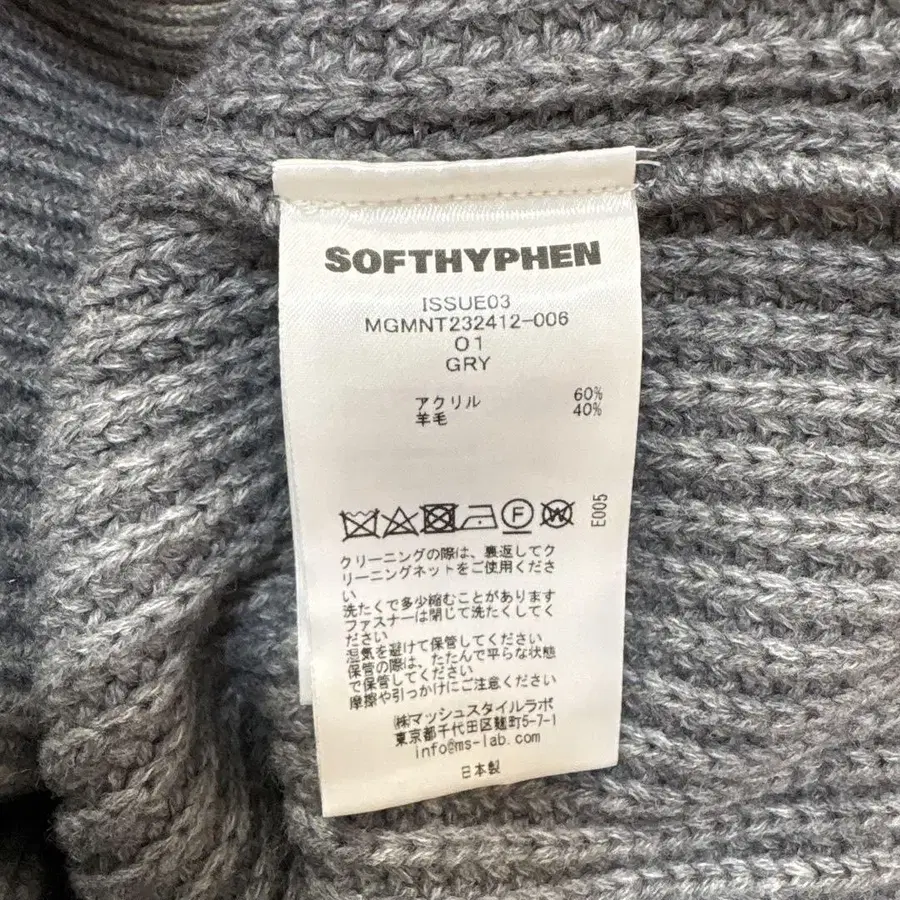 SOFTHYPHEN
ISSUE03
MGMNT232412-006
01
GRY
アクリル 60%
羊毛 40%
F W
E005
クリーニングの際は、裏返してク
リーニングネットをご使用くださ
い
洗たくで多少縮むことがあります
ファスナーは閉じて洗たくしてく
ださい
湿気を避けて保管してください
保管の際は、たたんで平らな状態
で保管してください
摩擦や引っかけにご注意ください
㈱マッシュスタイルラボ
東京都千代田区麹町5-7-1
info@ms-lab.com
日本製